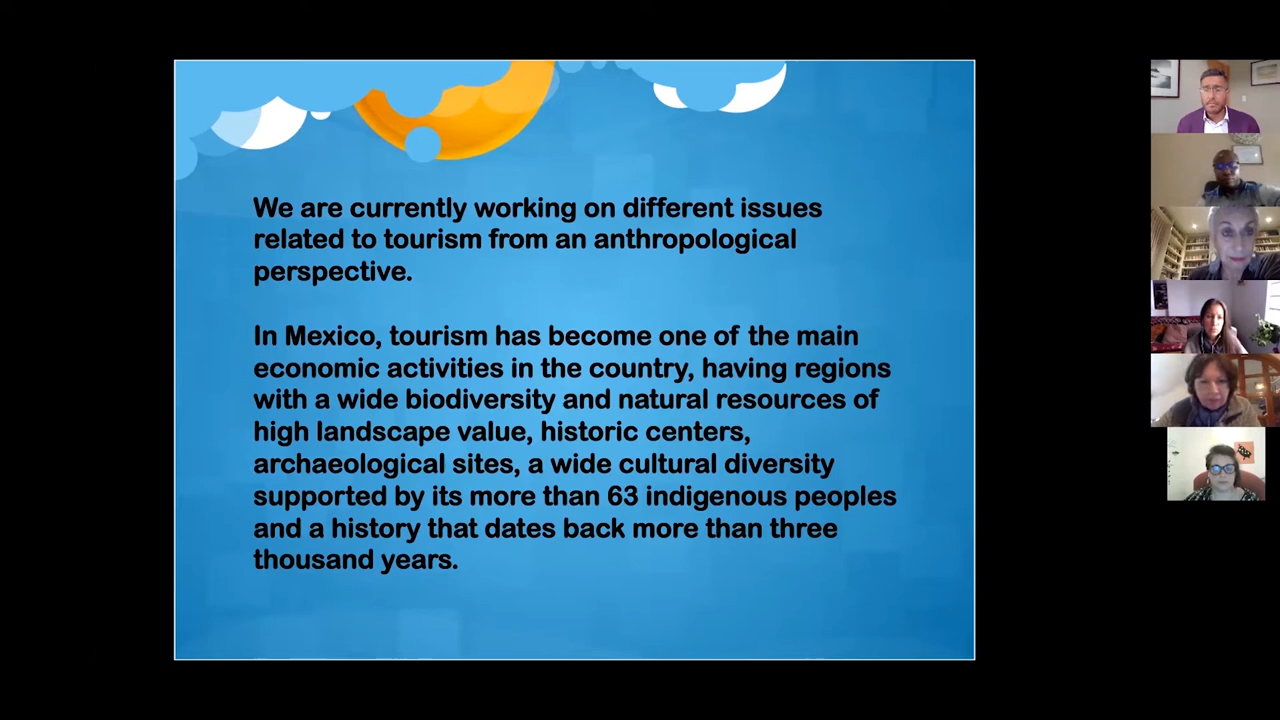 We are currently working on different issues
related to tourism from an anthropological
perspective.
In Mexico, tourism has become one of the main
economic activities in the country, having regions
with a wide biodiversity and natural resources of
high landscape value, historic centers,
archaeological sites, a wide cultural diversity
supported by its more than 63 indigenous peoples
and a history that dates back more than three
thousand years.